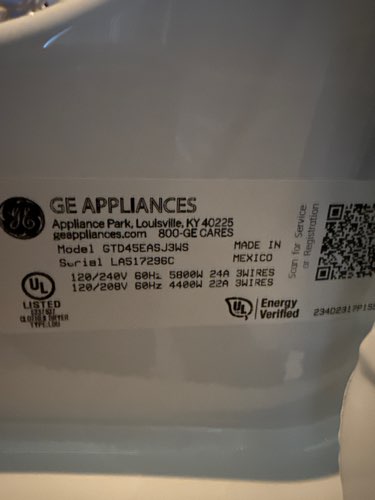 GE APPLIANCES
Appliance Park, Louisville, KY 40225
geappliances.com 800-GE CARES
Model GTD45EASJ3WS
Serial LA517296C
MADE IN
MEXICO
120/240V 60Hz 5800W 24A 3WIRES
120/208V 60Hz 4400W 22A 3WIRES
UL
LISTED
CLOTHES DRYER
UL Energy
Verified
Scan for Service
or Registration